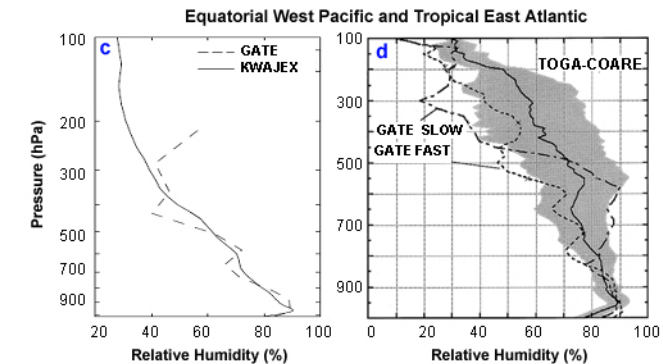 Equatorial West Pacific and Tropical East Atlantic
c
GATE
KWAJEX
Pressure (hPa)
100
200
300
500
700
900
20 40 60 80 100
Relative Humidity (%)
d
TOGA-COARE
GATE SLOW
GATE FAST
100
300
500
700
900
0 20 40 60 80 100
Relative Humidity (%)